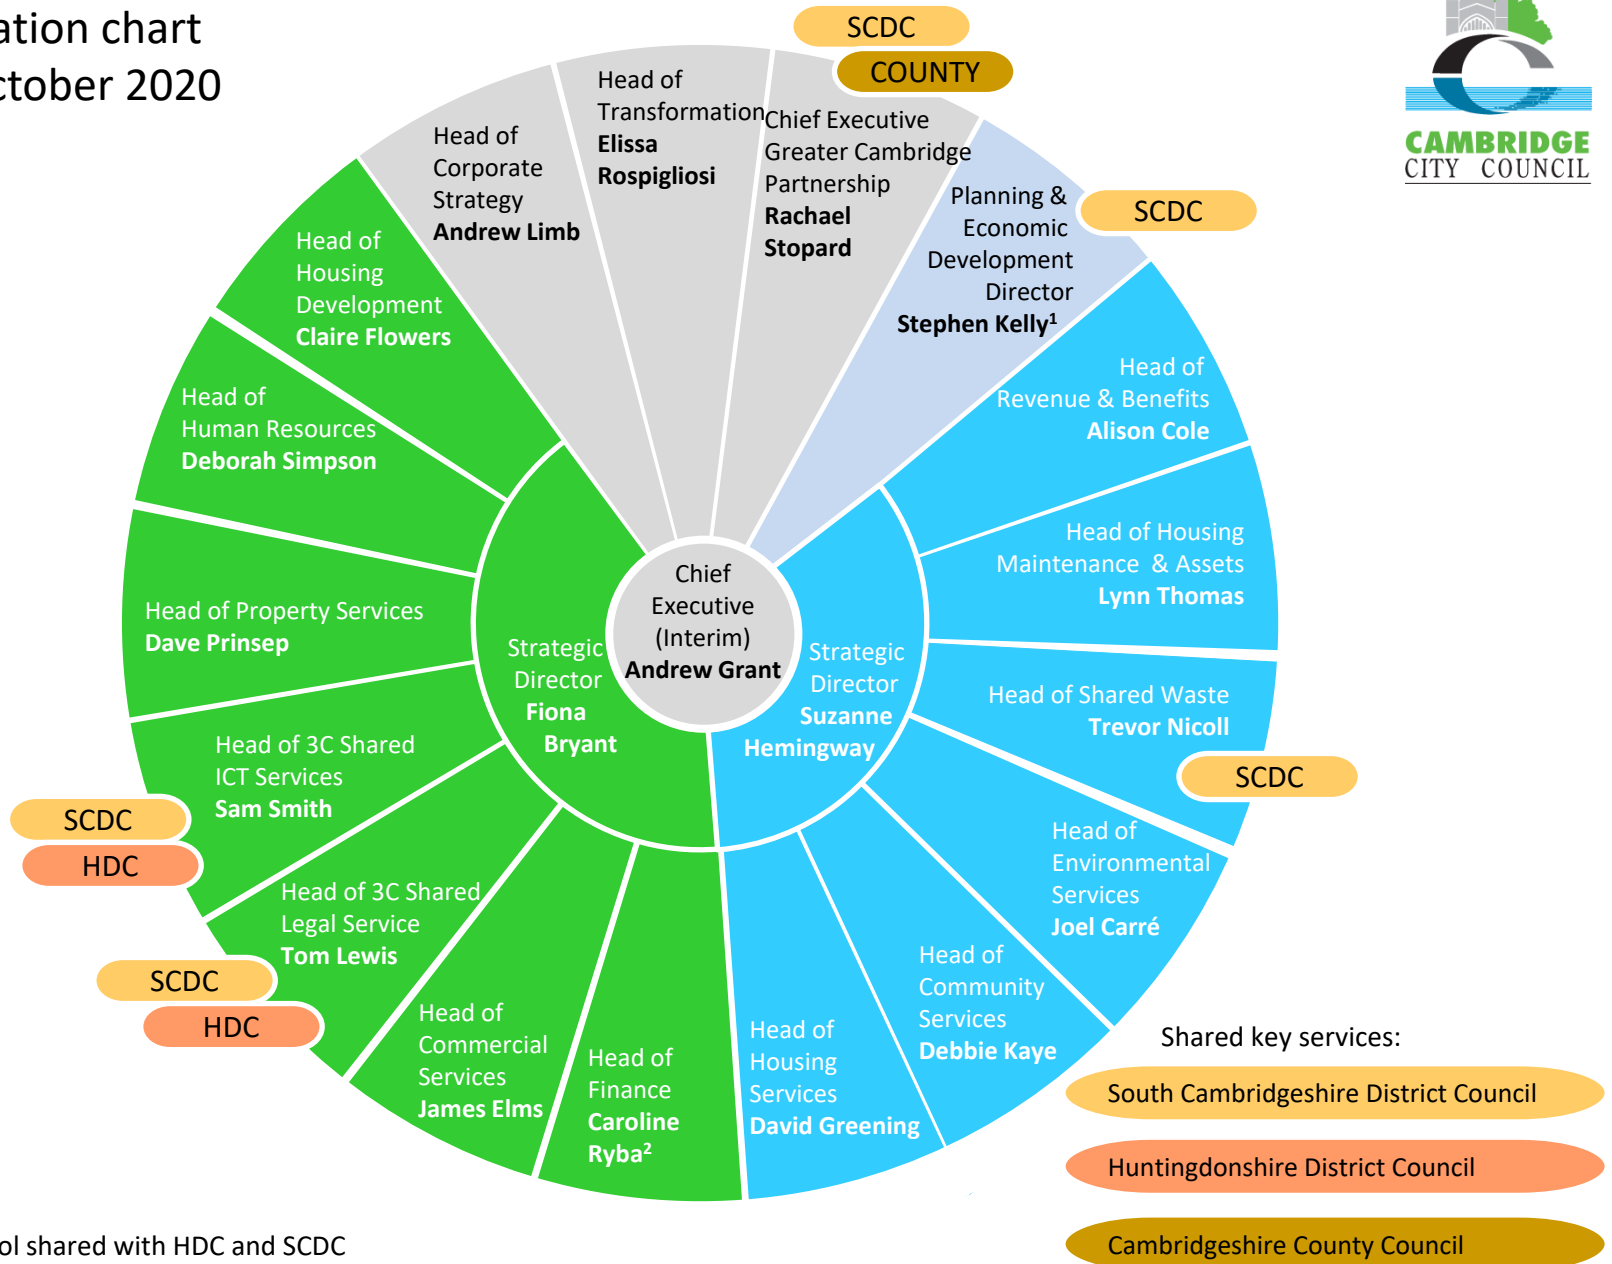 ation chart
ctober 2020
SCDC
COUNTY
CAMBRIDGE
CITY COUNCIL
Head of
Corporate
Strategy
Andrew Limb
Head of
Transformation
Elissa
Rospigliosi
Chief Executive
Greater Cambridge
Partnership
Rachael
Stopard
Planning &
Economic
Development
Director
Stephen Kelly¹
SCDC
Head of
Housing
Development
Claire Flowers
Head of
Revenue & Benefits
Alison Cole
Head of
Human Resources
Deborah Simpson
Head of Housing
Maintenance & Assets
Lynn Thomas
Head of Property Services
Dave Prinsep
Strategic
Director
Fiona
Bryant
Chief
Executive
(Interim)
Andrew Grant
Strategic
Director
Suzanne
Hemingway
Head of Shared Waste
Trevor Nicoll
SCDC
Head of 3C Shared
ICT Services
Sam Smith
SCDC
HDC
Head of
Environmental
Services
Joel Carré
Head of 3C Shared
Legal Service
Tom Lewis
SCDC
HDC
Head of
Community
Services
Debbie Kaye
Head of
Commercial
Services
James Elms
Head of
Finance
Caroline
Ryba²
Head of
Housing
Services
David Greening
Shared key services:
South Cambridgeshire District Council
Huntingdonshire District Council
Cambridgeshire County Council
ol shared with HDC and SCDC